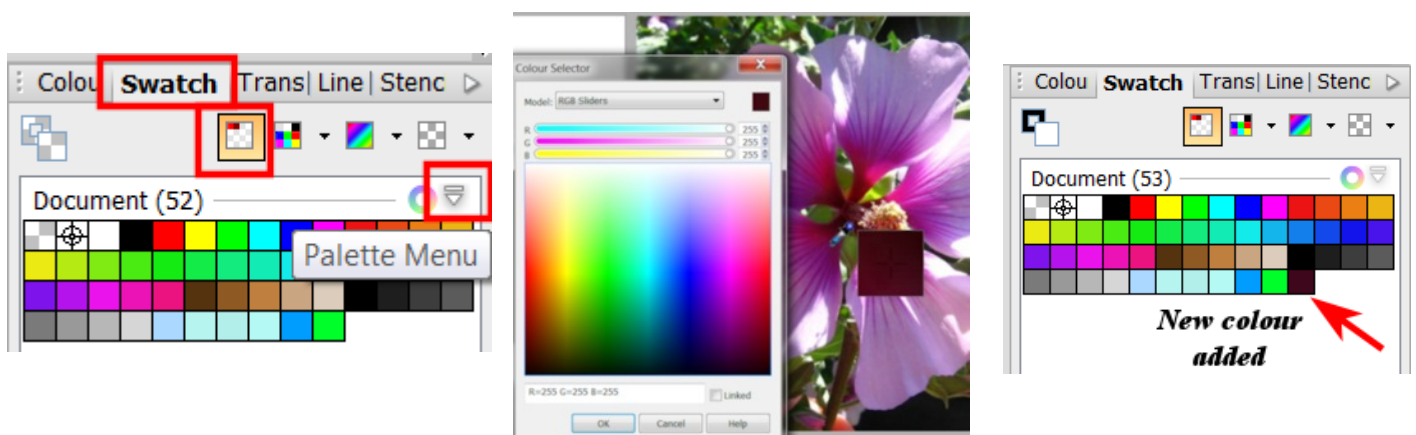 Colou Swatch Trans| Line | Stenc
Document (52)
Palette Menu
Colour Selector
Model: RGB Sliders
R 255
G 255
B 255
R=255 G=255 B=255
Linked
OK Cancel Help
Colou Swatch Trans| Line | Stenc
Document (53)
New colour
added